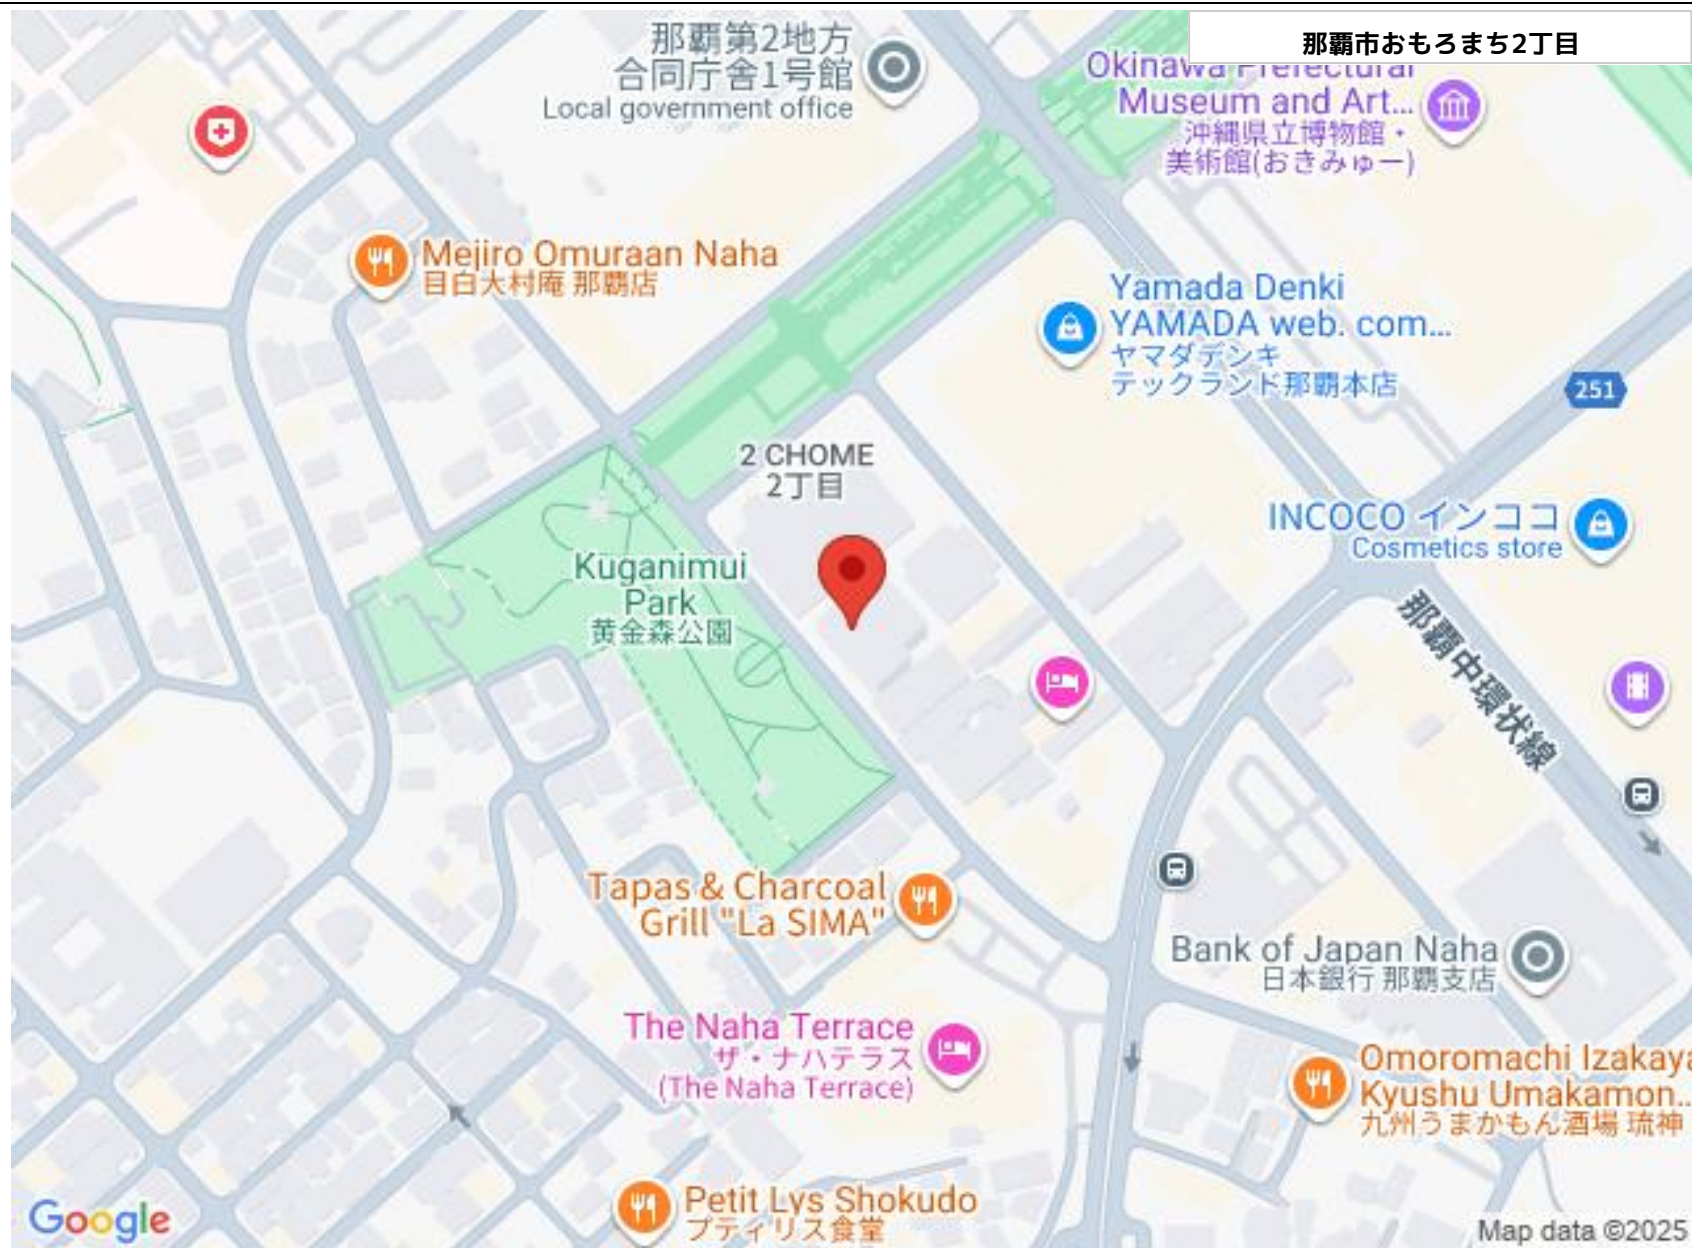 那覇市おもろまち2丁目
那覇第2地方
合同庁舎1号館
Local government office
Okinawa Prefectural
Museum and Art...
沖縄県立博物館・
美術館(おきみゅー)
Mejiro Omuraan Naha
目白大村庵 那覇店
Yamada Denki
YAMADA web. com...
ヤマダデンキ
テックランド那覇本店
251
2 CHOME
2丁目
INCOCO インココ
Cosmetics store
Kuganimui
Park
黄金森公園
那覇中環状線
Tapas & Charcoal
Grill "La SIMA"
Bank of Japan Naha
日本銀行 那覇支店
The Naha Terrace
ザ・ナハテラス
(The Naha Terrace)
Omoromachi Izakaya
Kyushu Umakamon...
九州うまかもん酒場 琉神
Petit Lys Shokudo
プティリス食堂
Google
Map data ©2025